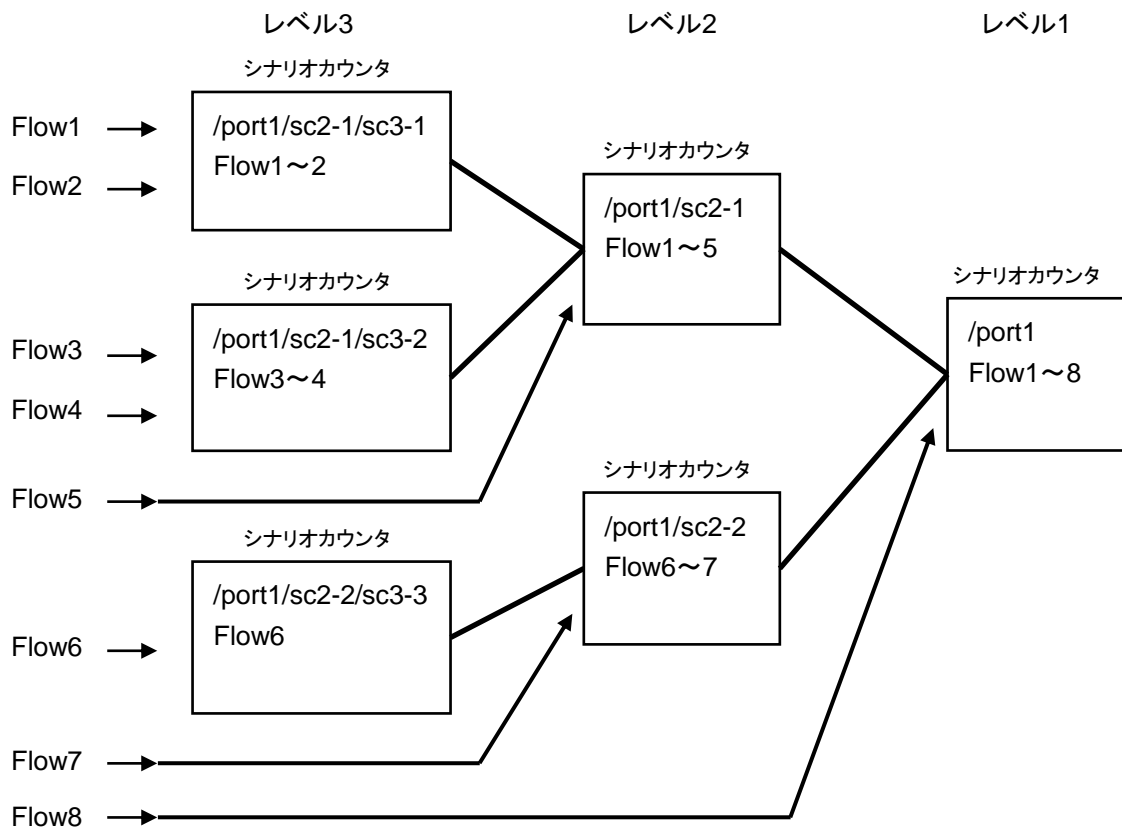 レベル3
レベル2
レベル1
シナリオカウンタ
Flow1
Flow2
/port1/sc2-1/sc3-1
Flow1～2
シナリオカウンタ
/port1/sc2-1
Flow1～5
シナリオカウンタ
/port1
Flow1～8
シナリオカウンタ
Flow3
Flow4
/port1/sc2-1/sc3-2
Flow3～4
Flow5
シナリオカウンタ
/port1/sc2-2
Flow6～7
シナリオカウンタ
/port1/sc2-2/sc3-3
Flow6
Flow6
Flow7
Flow8